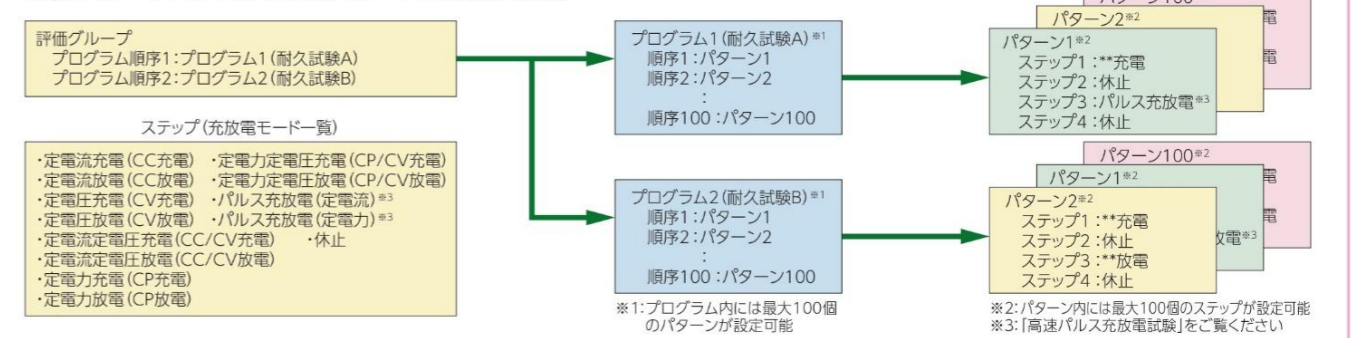 評価グループ
プログラム順序1:プログラム1(耐久試験A)
プログラム順序2:プログラム2(耐久試験B)
ステップ(充放電モード一覧)
・定電流充電(CC充電) ・定電力定電圧充電(CP/CV充電)
・定電流放電(CC放電) ・定電力定電圧放電(CP/CV放電)
・定電圧充電(CV充電) ・パルス充放電(定電流)※3
・定電圧放電(CV放電) ・パルス充放電(定電力)※3
・定電流定電圧充電(CC/CV充電) ・休止
・定電流定電圧放電(CC/CV放電)
・定電力充電(CP充電)
・定電力放電(CP放電)
プログラム1(耐久試験A)※1
順序1:パターン1
順序2:パターン2
:
順序100:パターン100
プログラム2(耐久試験B)※1
順序1:パターン1
順序2:パターン2
:
順序100:パターン100
※1:プログラム内には最大100個
のパターンが設定可能
パターン2※2
電
パターン1※2
ステップ1:**充電
電
ステップ2:休止
ステップ3:パルス充放電※3
ステップ4:休止
パターン100※2
パターン1※2
電
パターン2※2
ステップ1:**充電
電
ステップ2:休止
放電※3
ステップ3:**放電
ステップ4:休止
※2:パターン内には最大100個のステップが設定可能
※3:「高速パルス充放電試験」をご覧ください